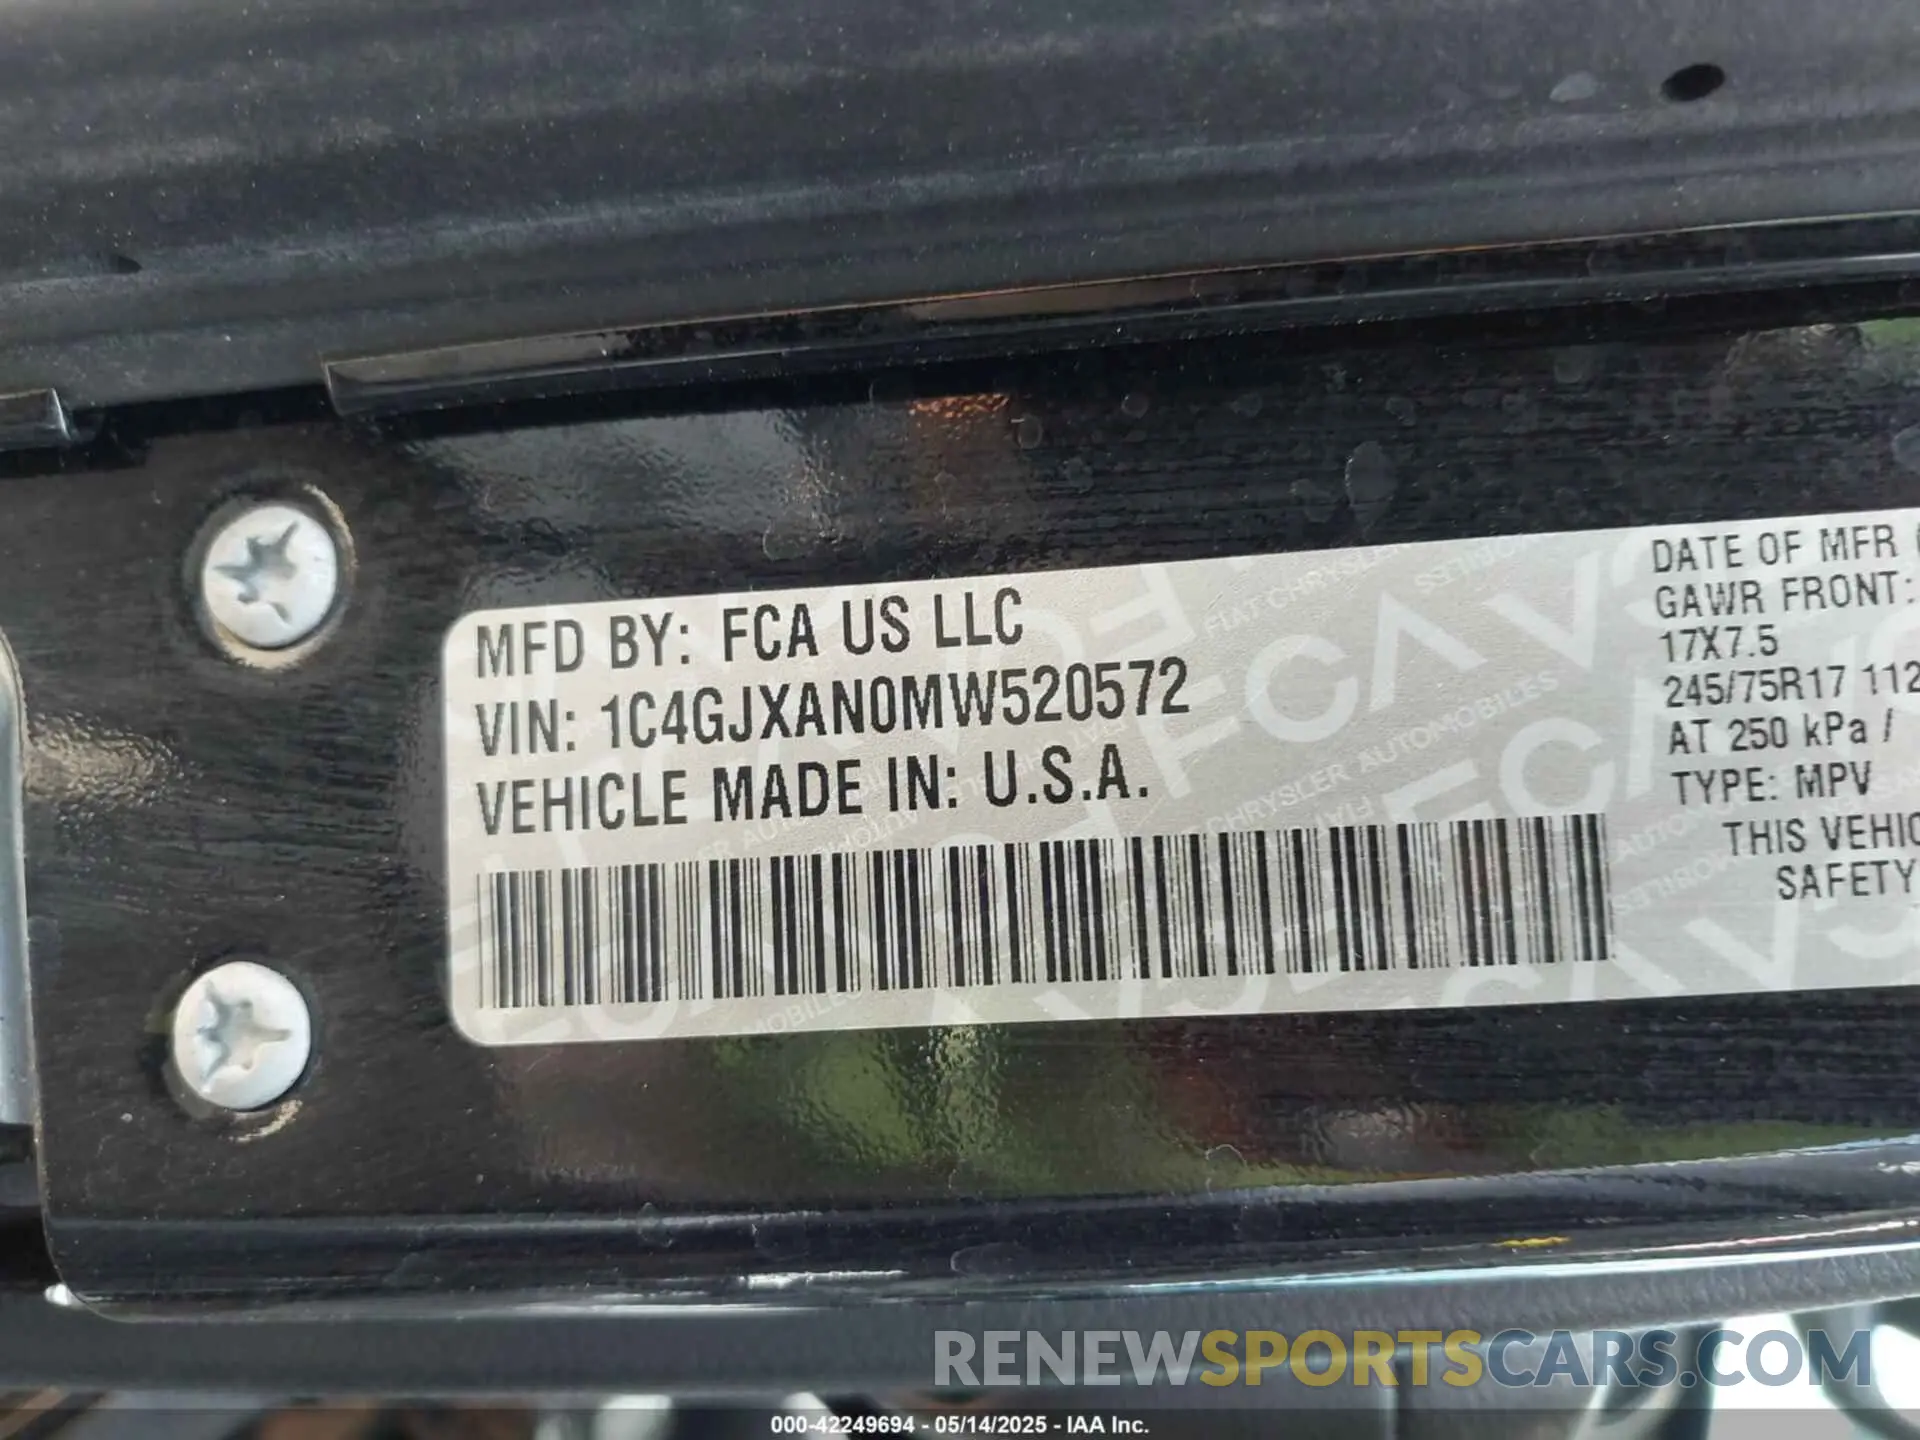 MFD BY: FCA US LLC
VIN: 1C4GJXAN0MW520572
VEHICLE MADE IN: U.S.A.
DATE OF MFR
GAWR FRONT:
17X7.5
245/75R17 112
AT 250 kPa /
TYPE: MPV
THIS VEHIC
SAFETY
RENEWSPORTSCARS.COM
000-42249694 - 05/14/2025 - IAA Inc.